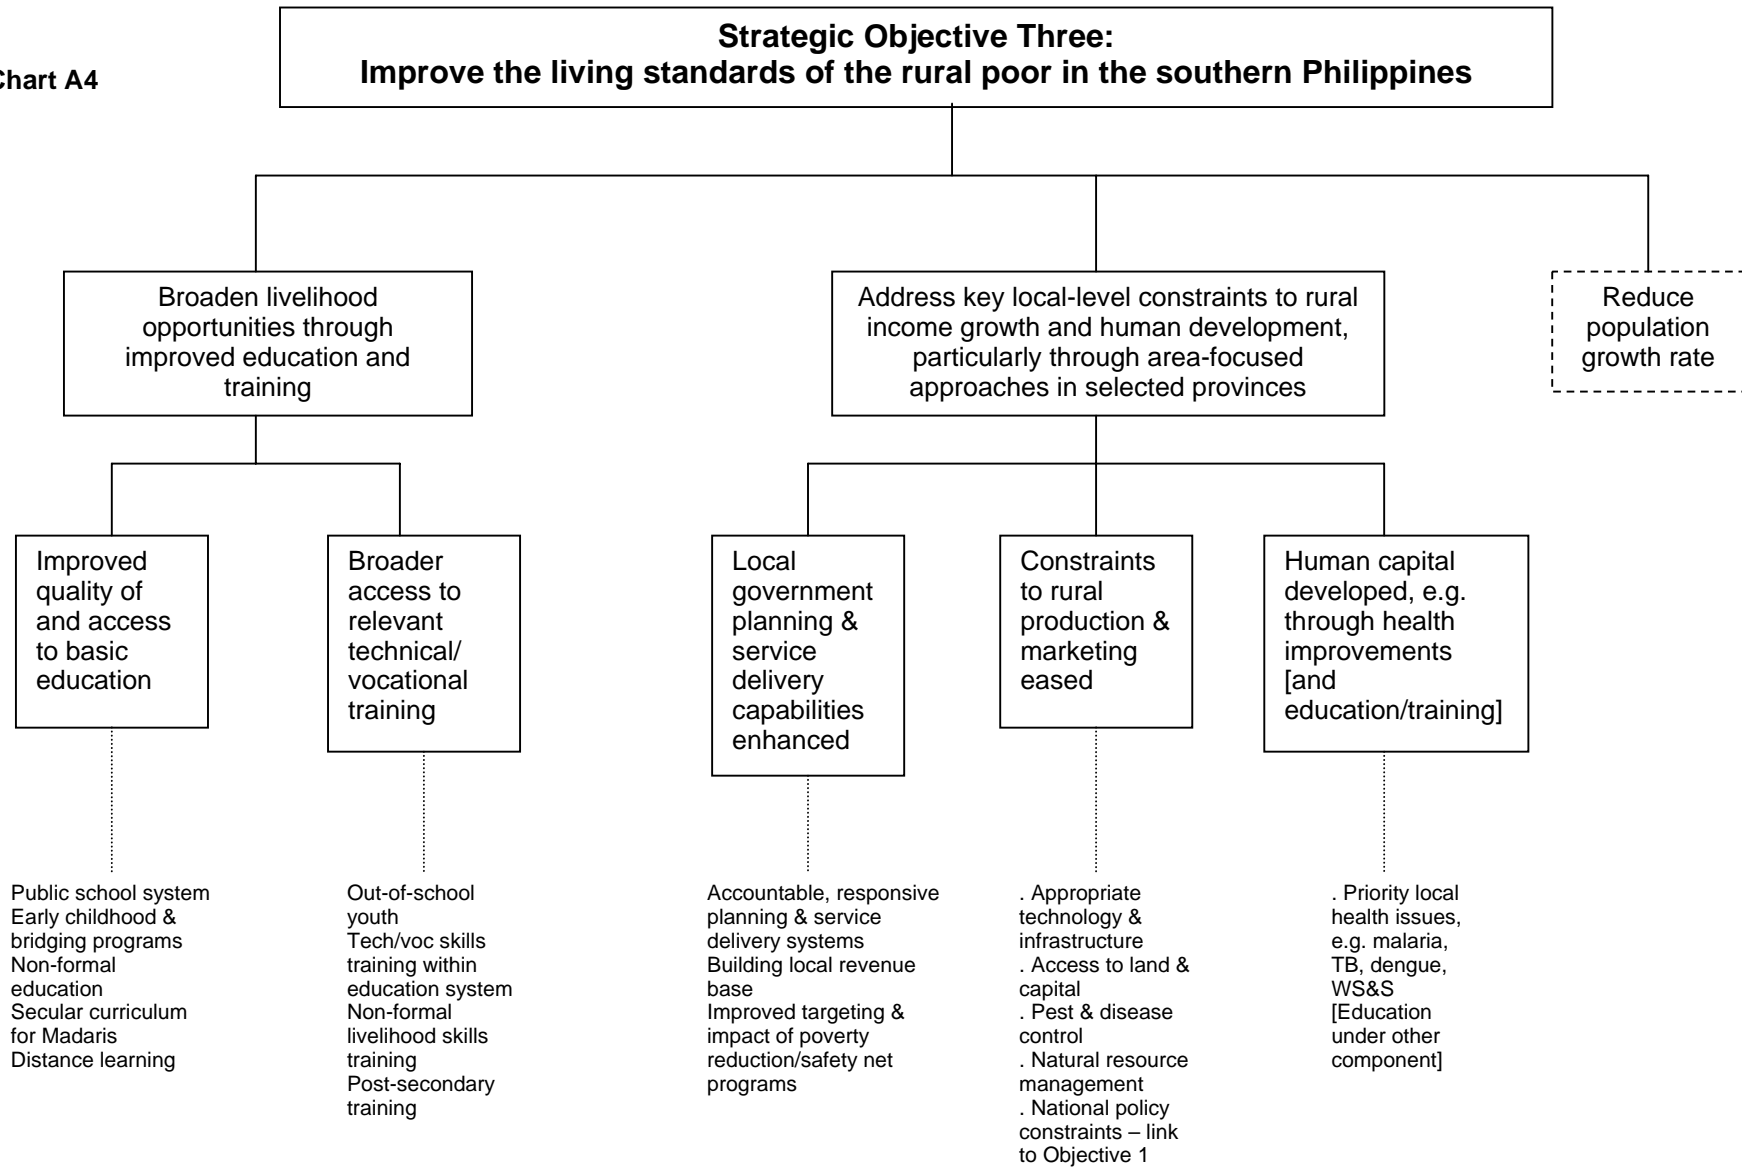 Strategic Objective Three:
Improve the living standards of the rural poor in the southern Philippines
Chart A4
Broaden livelihood
opportunities through
improved education and
training
Address key local-level constraints to rural
income growth and human development,
particularly through area-focused
approaches in selected provinces
Reduce
population
growth rate
Improved
quality of
and access
to basic
education
Broader
access to
relevant
technical/
vocational
training
Local
government
planning &
service
delivery
capabilities
enhanced
Constraints
to rural
production &
marketing
eased
Human capital
developed, e.g.
through health
improvements
[and
education/training]
Public school system
Early childhood &
bridging programs
Non-formal
education
Secular curriculum
for Madaris
Distance learning
Out-of-school
youth
Tech/voc skills
training within
education system
Non-formal
livelihood skills
training
Post-secondary
training
Accountable, responsive
planning & service
delivery systems
Building local revenue
base
Improved targeting &
impact of poverty
reduction/safety net
programs
. Appropriate
technology &
infrastructure
. Access to land &
capital
. Pest & disease
control
. Natural resource
management
. National policy
constraints – link
to Objective 1
. Priority local
health issues,
e.g. malaria,
TB, dengue,
WS&S
[Education
under other
component]